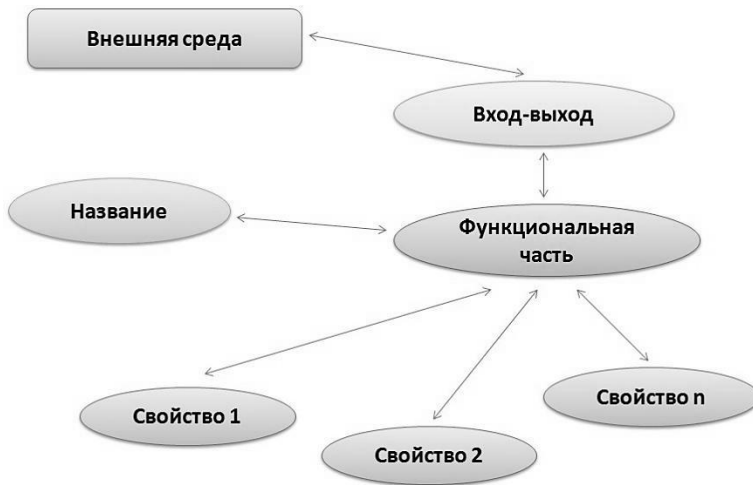 Внешняя среда
Вход-выход
Название
Функциональная
часть
Свойство 1
Свойство 2
Свойство n